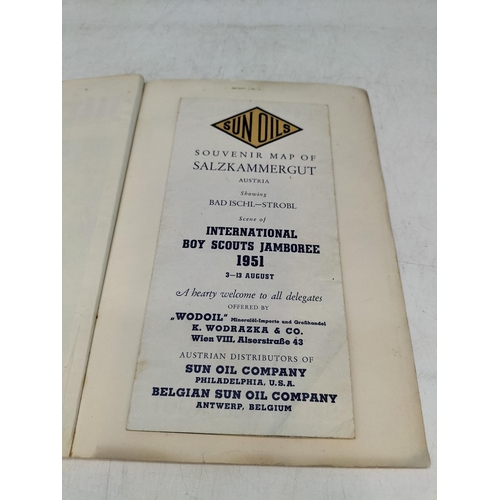 SUN OILS
SOUVENIR MAP OF
SALZKAMMERGUT
AUSTRIA
Showing
BAD ISCHL—STROBL
Scene of
INTERNATIONAL
BOY SCOUTS JAMBOREE
1951
3—13 AUGUST
A hearty welcome to all delegates
OFFERED BY
„WODOIL" Mineralöl-Importe und Großhandel
K. WODRAZKA & CO.
Wien VIII, Alserstraße 43
AUSTRIAN DISTRIBUTORS OF
SUN OIL COMPANY
PHILADELPHIA, U.S.A.
BELGIAN SUN OIL COMPANY
ANTWERP, BELGIUM